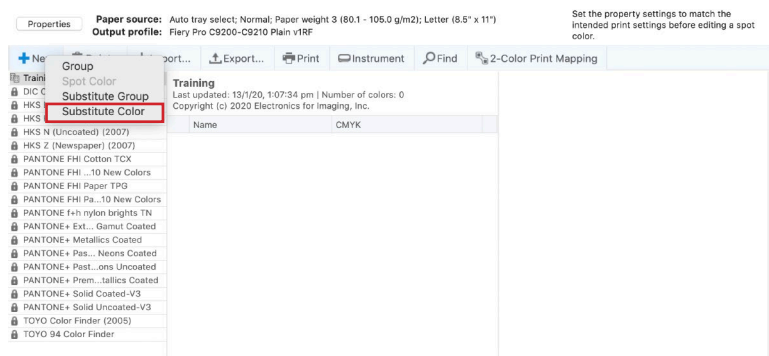 Properties
Paper source: Auto tray select; Normal; Paper weight 3 (80.1 - 105.0 g/m2); Letter (8.5" x 11")
Output profile: Fiery Pro C9200-C9210 Plain v1RF
Set the property settings to match the
intended print settings before editing a spot
color.
Export...
Print
Instrument
Find
2-Color Print Mapping
Group
Spot Color
Substitute Group
Substitute Color
Training
Last updated: 13/1/20, 1:07:34 pm | Number of colors: 0
Copyright (c) 2020 Electronics for Imaging, Inc.
Name
CMYK
DIC
HKS
HKS
HKS N (Uncoated) (2007)
HKS Z (Newspaper) (2007)
PANTONE FHI Cotton TCX
PANTONE FHI ...10 New Colors
PANTONE FHI Paper TPG
PANTONE FHI Pa...10 New Colors
PANTONE f+h nylon brights TN
PANTONE+ Ext... Gamut Coated
PANTONE+ Metallics Coated
PANTONE+ Pas... Neons Coated
PANTONE+ Past...ons Uncoated
PANTONE+ Prem...tallics Coated
PANTONE+ Solid Coated-V3
PANTONE+ Solid Uncoated-V3
TOYO Color Finder (2005)
TOYO 94 Color Finder